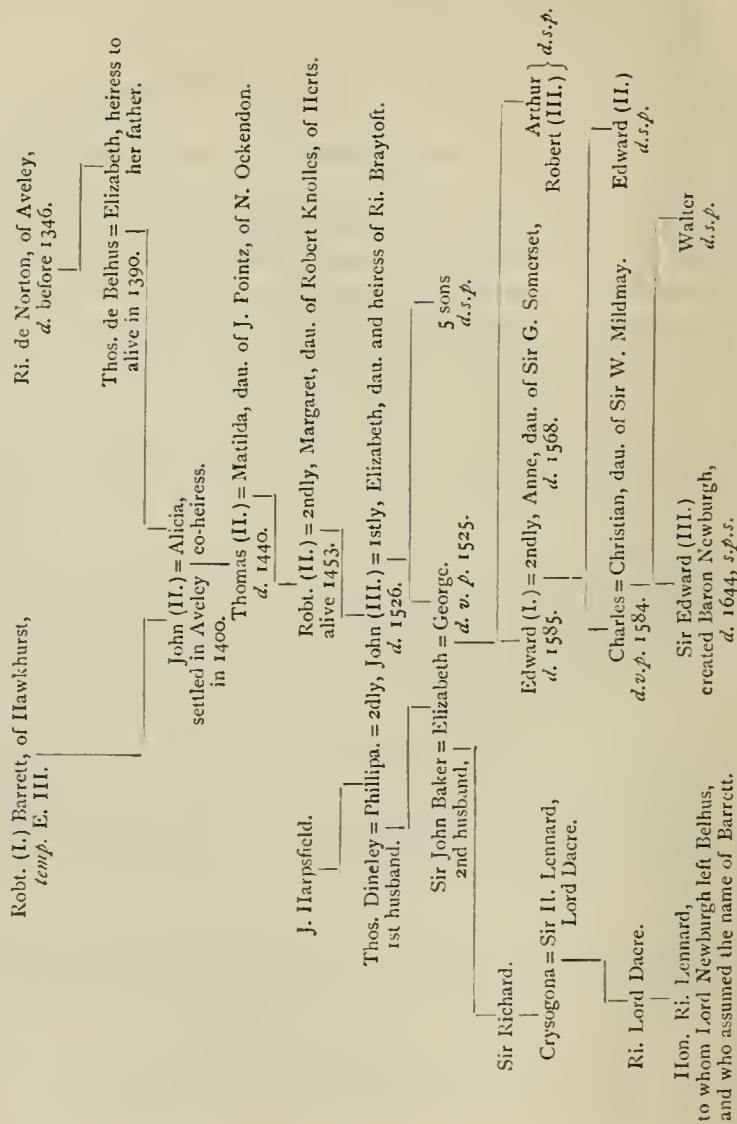 Robt. (I.) Barrett, of Hawkhurst,
temp. E. III.
Ri. de Norton, of Aveley,
d. before 1346.
Thos. de Belhus = Elizabeth, heiress to
alive in 1390. her father.
John (II.) = Alicia,
settled in Aveley co-heiress.
in 1400.
Thomas (II.) = Matilda, dau. of J. Pointz, of N. Ockendon.
d. 1440.
Robt. (II.) = 2ndly, Margaret, dau. of Robert Knolles, of Herts.
alive 1453.
J. Harpsfield.
Thos. Dineley = Phillipa. = 2dly, John (III.) = 1stly, Elizabeth, dau. and heiress of Ri. Braytoft.
1st husband. d. 1526.
Sir John Baker = Elizabeth = George.
2nd husband, d. v. p. 1525.
5 sons
d.s.p.
Sir Richard.
Edward (I.) = 2ndly, Anne, dau. of Sir G. Somerset,
d. 1585. d. 1568.
Arthur
Robert (III.) } d.s.p.
Crysogona = Sir H. Lennard,
Lord Dacre.
Charles = Christian, dau. of Sir W. Mildmay.
d.v.p. 1584.
Edward (II.)
d.s.p.
Ri. Lord Dacre.
Sir Edward (III.)
created Baron Newburgh,
d. 1644, s.p.s.
Walter
d.s.p.
Hon. Ri. Lennard,
to whom Lord Newburgh left Belhus,
and who assumed the name of Barrett.